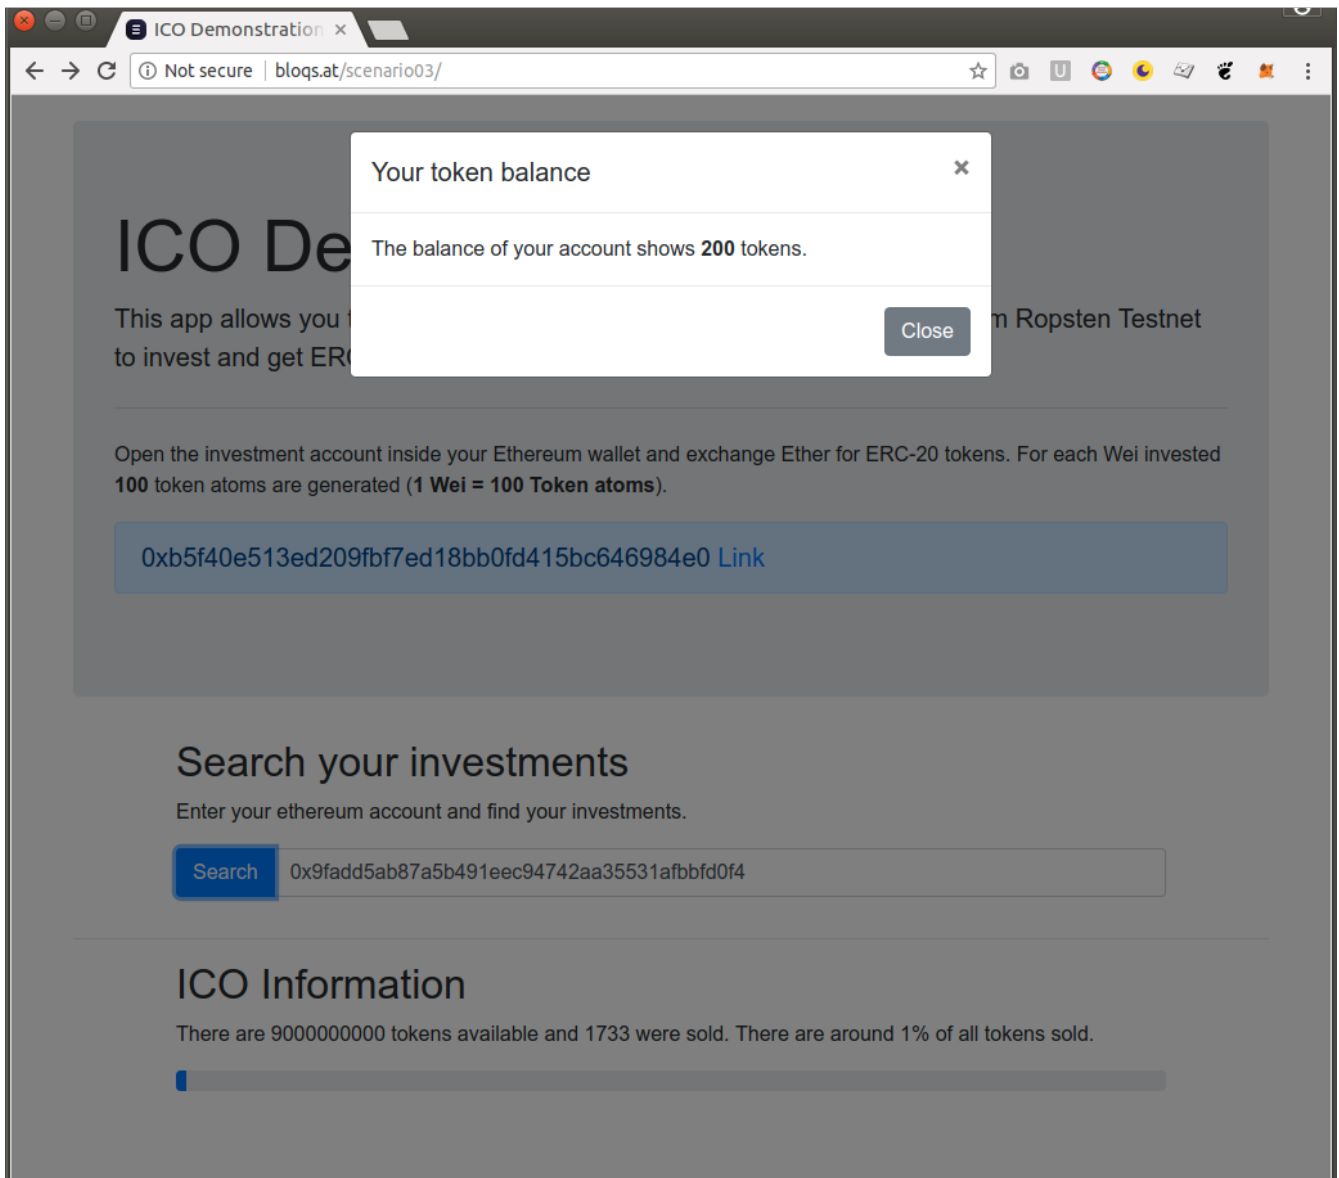 ICO Demonstration
Not secure | bloqs.at/scenario03/
Your token balance
The balance of your account shows 200 tokens.
Close
ICO De
This app allows you n Ropsten Testnet
to invest and get ER
Open the investment account inside your Ethereum wallet and exchange Ether for ERC-20 tokens. For each Wei invested
100 token atoms are generated (1 Wei = 100 Token atoms).
0xb5f40e513ed209fbf7ed18bb0fd415bc646984e0 Link
Search your investments
Enter your ethereum account and find your investments.
Search 0x9fadd5ab87a5b491eec94742aa35531afbbfd0f4
ICO Information
There are 9000000000 tokens available and 1733 were sold. There are around 1% of all tokens sold.